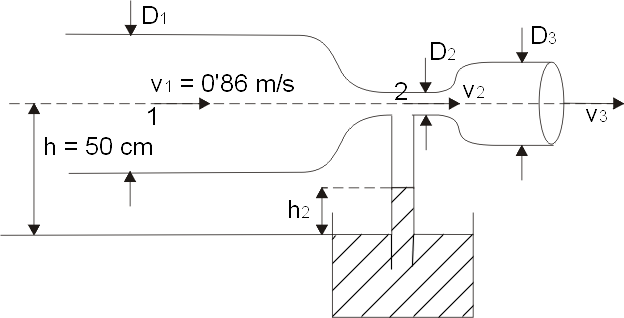 D1
D2
D3
v1 = 0'86 m/s
2
v2
1
v3
h = 50 cm
h2